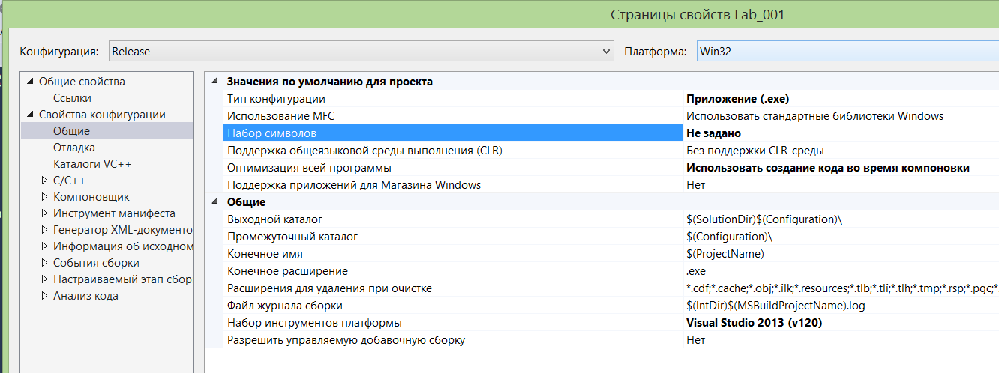 Страницы свойств Lab_001
Конфигурация: Release Платформа: Win32
Общие свойства
Ссылки
Свойства конфигурации
Общие
Отладка
Каталоги VC++
C/C++
Компоновщик
Инструмент манифеста
Генератор XML-документо
Информация об исходном
События сборки
Настраиваемый этап сбор
Анализ кода
Значения по умолчанию для проекта
Тип конфигурации Приложение (.exe)
Использование MFC Использовать стандартные библиотеки Windows
Набор символов Не задано
Поддержка общеязыковой среды выполнения (CLR) Без поддержки CLR-среды
Оптимизация всей программы Использовать создание кода во время компоновки
Поддержка приложений для Магазина Windows Нет
Общие
Выходной каталог $(SolutionDir)$(Configuration)\
Промежуточный каталог $(Configuration)\
Конечное имя $(ProjectName)
Конечное расширение .exe
Расширения для удаления при очистке *.cdf;*.cache;*.obj;*.ilk;*.resources;*.tlb;*.tli;*.tlh;*.tmp;*.rsp;*.pgc;*.
Файл журнала сборки $(IntDir)$(MSBuildProjectName).log
Набор инструментов платформы Visual Studio 2013 (v120)
Разрешить управляемую добавочную сборку Нет